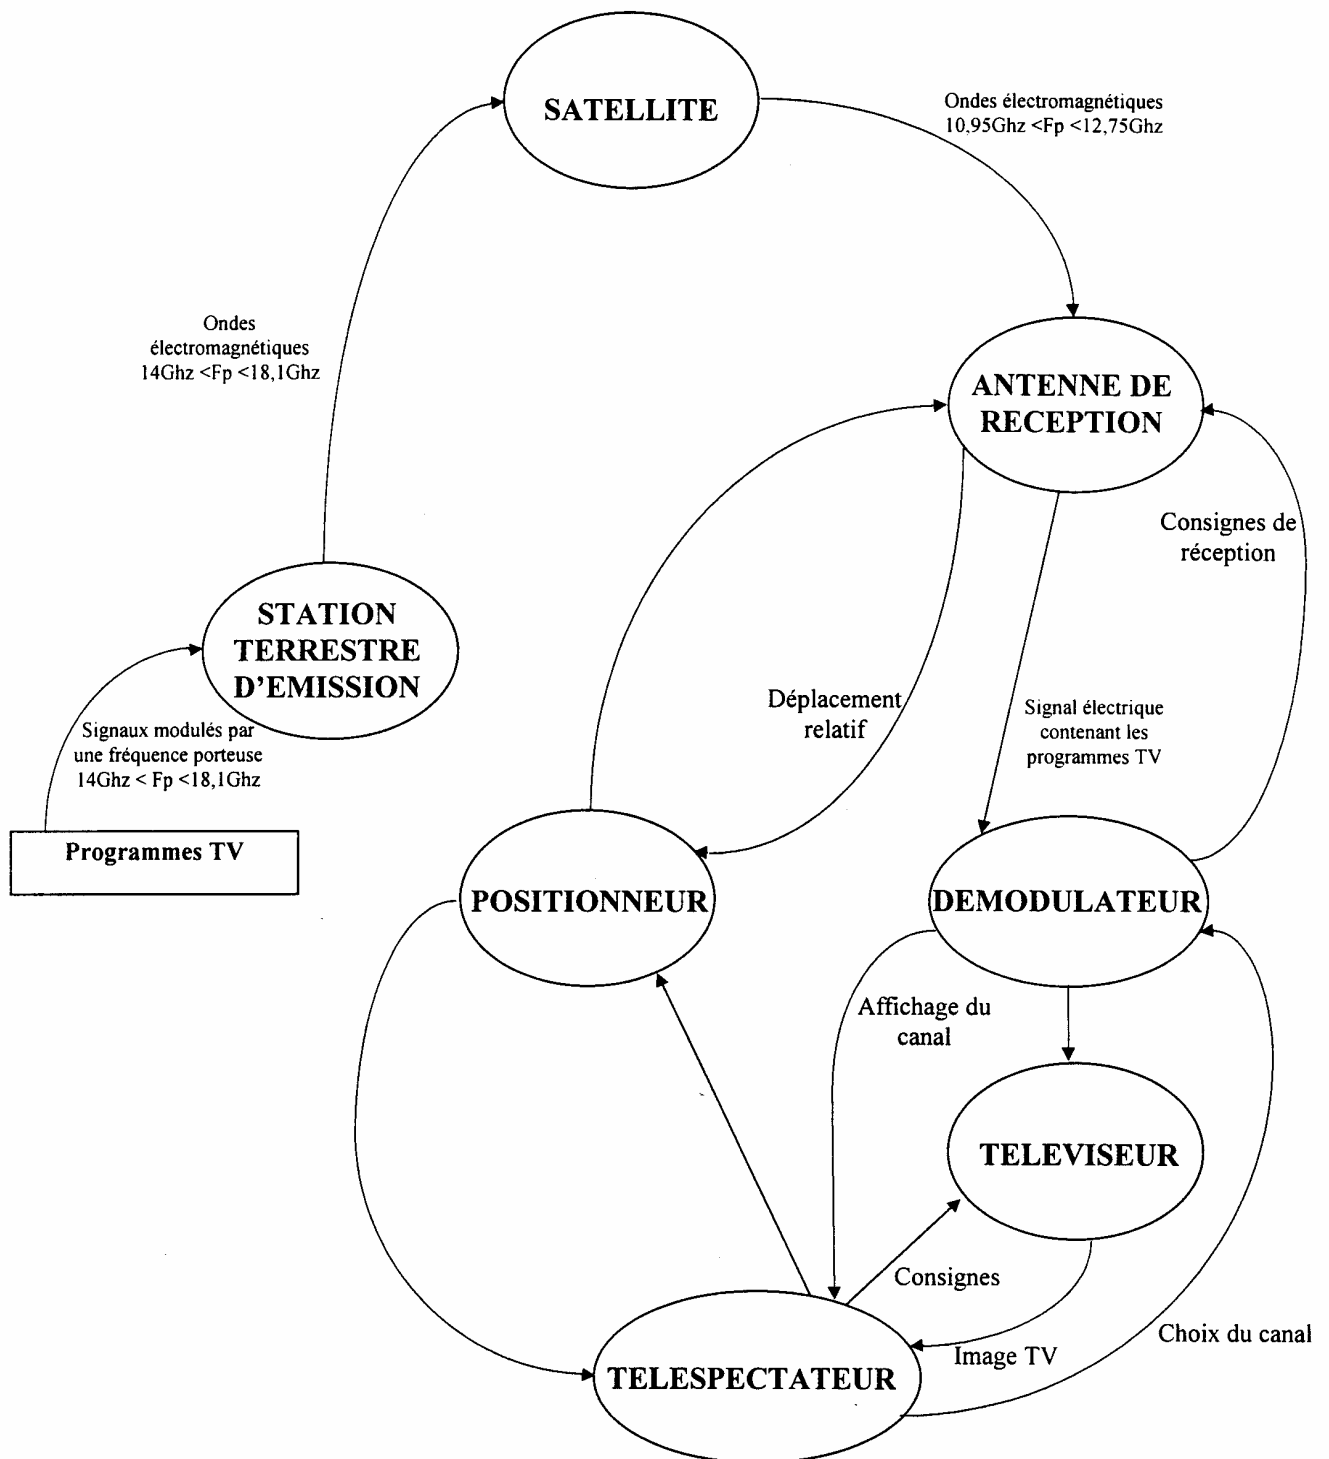 SATELLITE
Ondes électromagnétiques
10,95Ghz <Fp <12,75Ghz
Ondes
électromagnétiques
14Ghz <Fp <18,1Ghz
ANTENNE DE
RECEPTION
Consignes de
réception
STATION
TERRESTRE
D'EMISSION
Signaux modulés par
une fréquence porteuse
14Ghz < Fp <18,1Ghz
Déplacement
relatif
Signal électrique
contenant les
programmes TV
Programmes TV
POSITIONNEUR
DEMODULATEUR
Affichage du
canal
TELEVISEUR
Consignes
Image TV
Choix du canal
TELESPECTATEUR